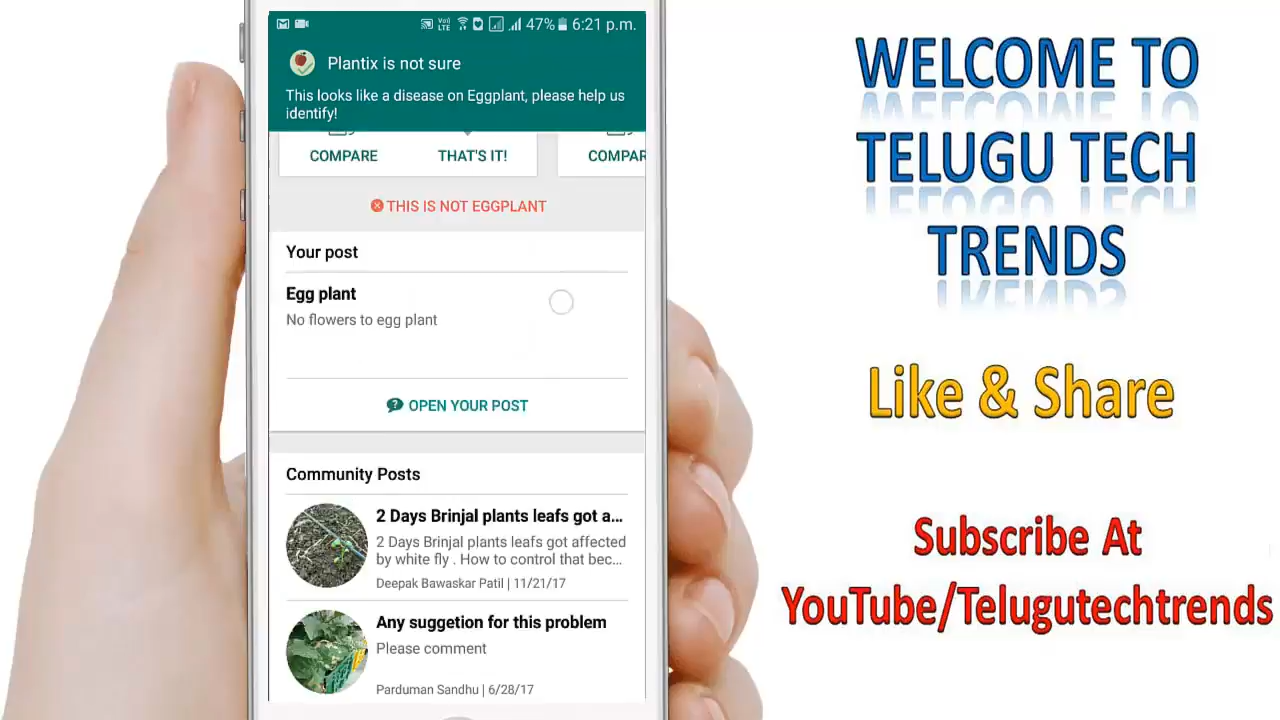 47% 6:21 p.m.
Plantix is not sure
This looks like a disease on Eggplant, please help us
identify!
COMPARE THAT'S IT! COMPAR
THIS IS NOT EGGPLANT
Your post
Egg plant
No flowers to egg plant
OPEN YOUR POST
Community Posts
2 Days Brinjal plants leafs got a...
2 Days Brinjal plants leafs got affected
by white fly . How to control that bec...
Deepak Bawaskar Patil | 11/21/17
Any suggetion for this problem
Please comment
Parduman Sandhu | 6/28/17
WELCOME TO
TELUGU TECH
TRENDS
Like & Share
Subscribe At
YouTube/Telugutechtrends